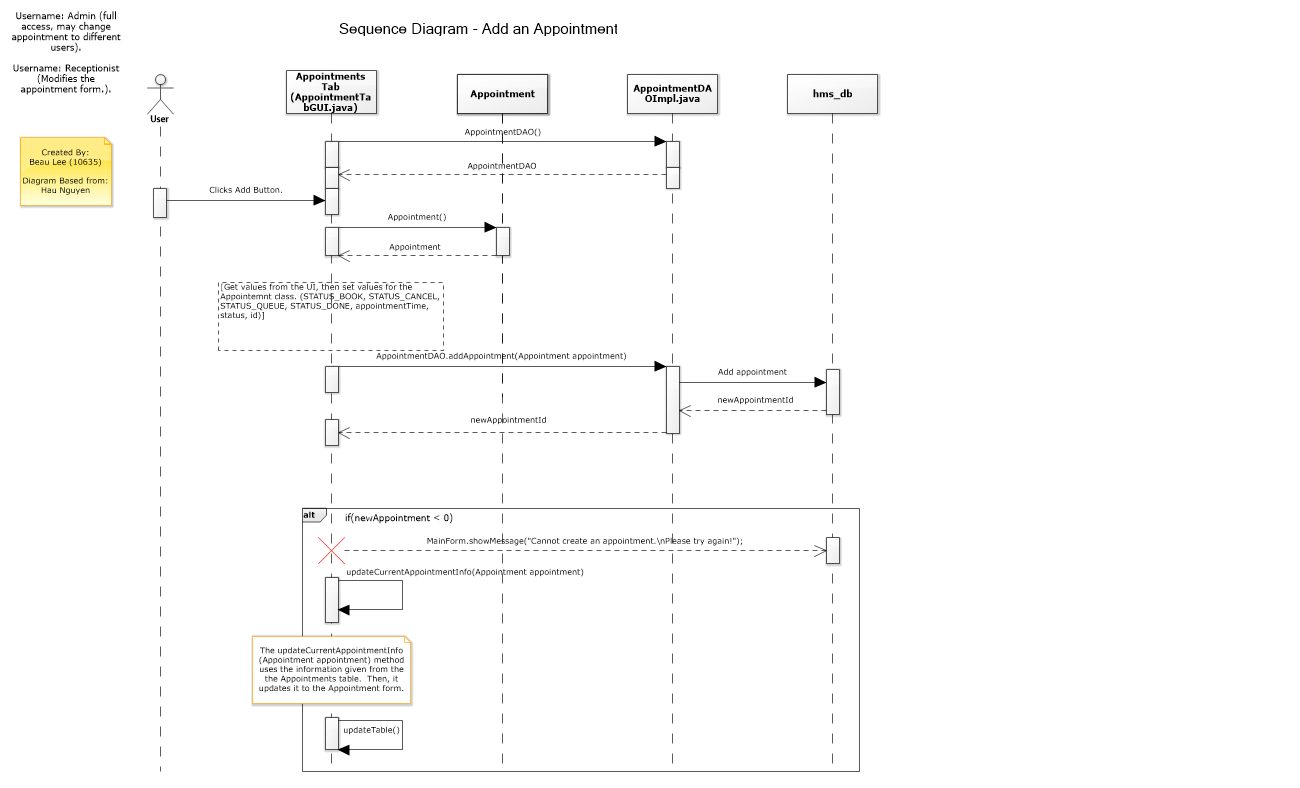 Username: Admin (full
access, may change
appointment to different
users).
Username: Receptionist
(Modifies the
appointment form.).
Sequence Diagram - Add an Appointment
User
Appointments
Tab
(AppointmentTa
bGUI.java)
Appointment
AppointmentDA
OImpl.java
hms_db
Created By:
Beau Lee (10635)
Diagram Based from:
Hau Nguyen
AppointmentDAO()
AppointmentDAO
Clicks Add Button.
Appointment()
Appointment
[Get values from the UI, then set values for the
Appointemnt class. (STATUS_BOOK, STATUS_CANCEL,
STATUS_QUEUE, STATUS_DONE, appointmentTime,
status, id)]
AppointmentDAO.addAppointment(Appointment appointment)
Add appointment
newAppointmentId
newAppointmentId
alt
if(newAppointment < 0)
MainForm.showMessage("Cannot create an appointment.\nPlease try again!");
updateCurrentAppointmentInfo(Appointment appointment)
The updateCurrentAppointmentInfo
(Appointment appointment) method
uses the information given from the
the Appointments table. Then, it
updates it to the Appointment form.
updateTable()